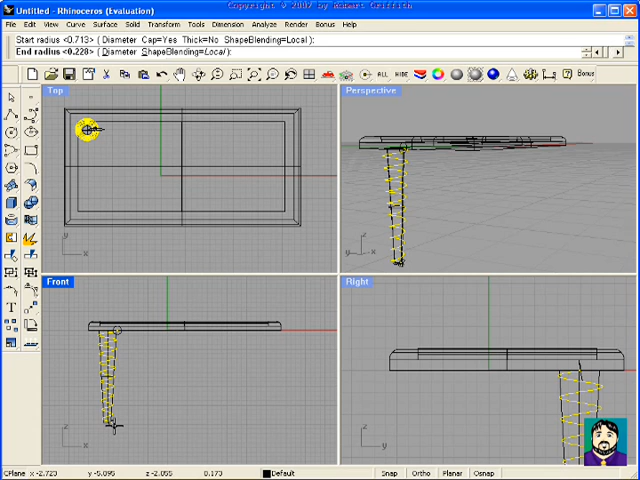 Untitled - Rhinoceros (Evaluation)
Copyright © 2007 by Robert Griffith
File Edit View Curve Surface Solid Transform Tools Dimension Analyze Render Bonus Help
Start radius <0.713> ( Diameter Cap=Yes Thick=No ShapeBlending=Local ):
End radius <0.228> ( Diameter ShapeBlending=Local ):
ALL HIDE Bonus
Top
Perspective
y x
z y x
Front
Right
z x
z y
CPlane x -2.723 y -5.095 z -2.055 0.173 Default Snap Ortho Planar Osnap